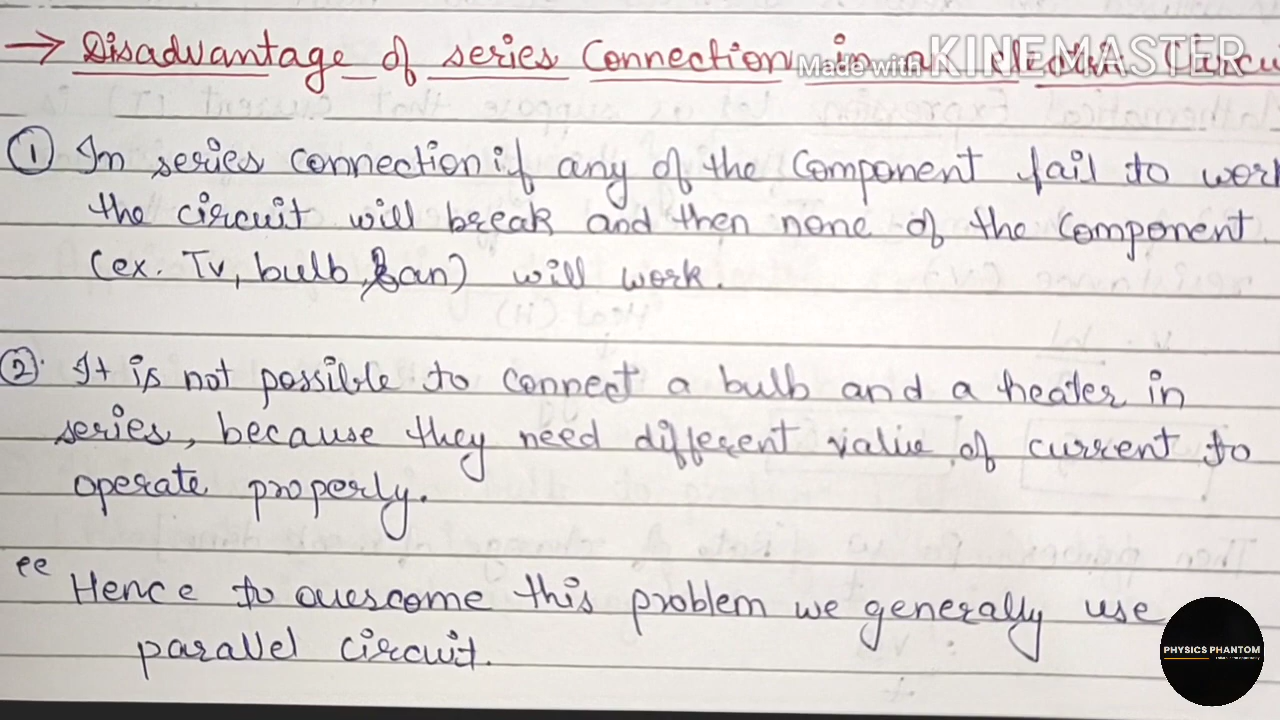 → Disadvantage of series Connection in an electric Circu
Made with KINEMASTER
① In series connection if any of the Component fail to work
the circuit will break and then none of the Component
(ex. Tv, bulb, fan) will work.
②. It is not possible to connect a bulb and a heater in
series, because they need different value of current to
operate properly.
Hence to overcome this problem we generally use
parallel circuit.
PHYSICS PHANTOM